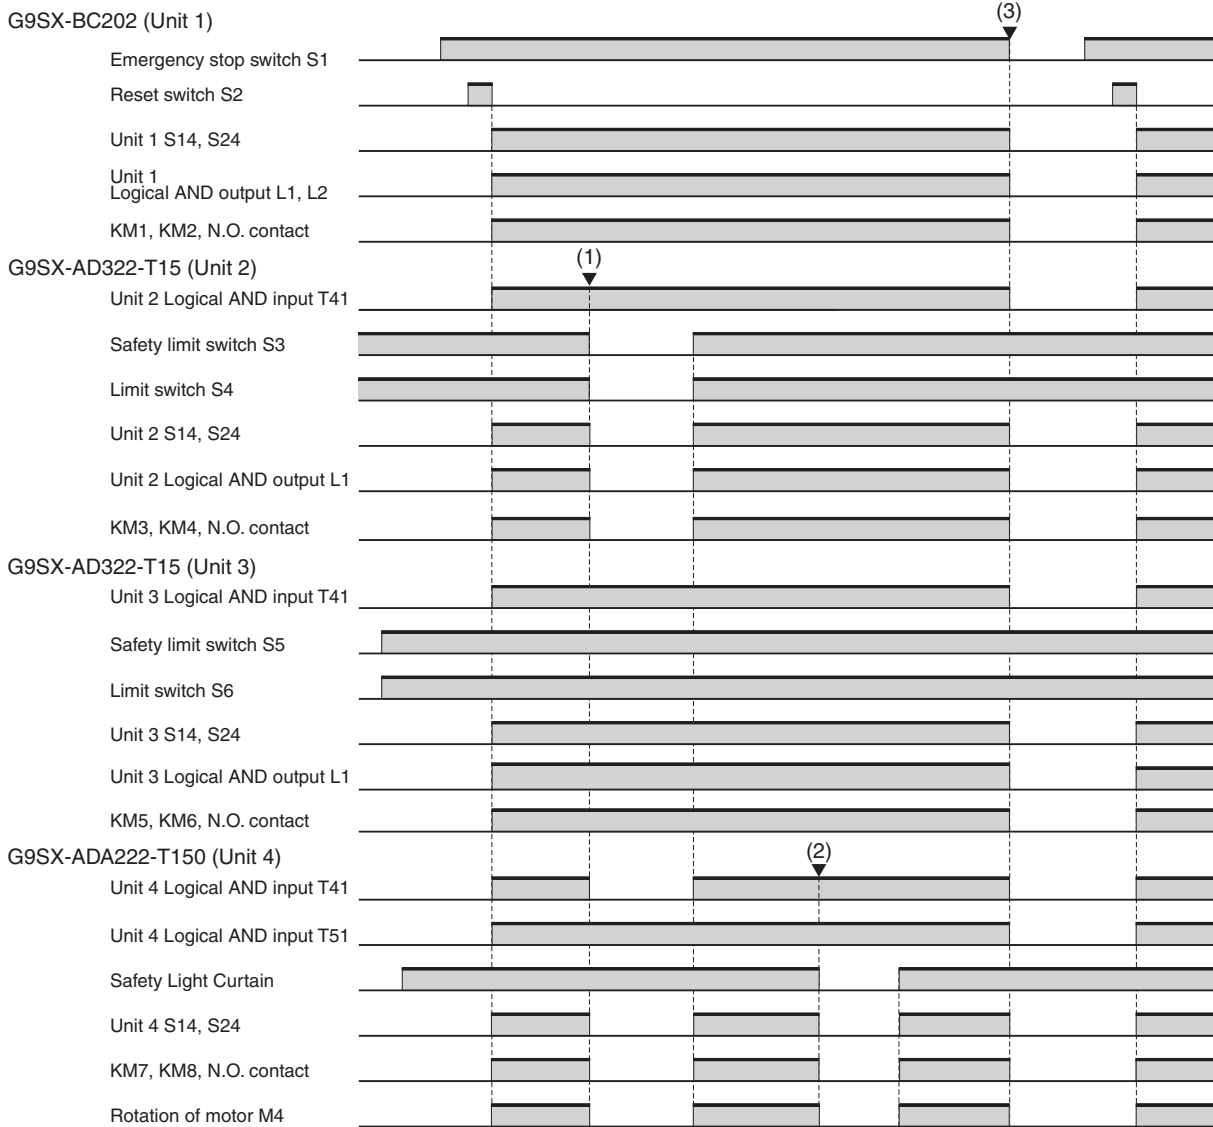 G9SX-BC202 (Unit 1)
(3)
Emergency stop switch S1
Reset switch S2
Unit 1 S14, S24
Unit 1
Logical AND output L1, L2
KM1, KM2, N.O. contact
(1)
G9SX-AD322-T15 (Unit 2)
Unit 2 Logical AND input T41
Safety limit switch S3
Limit switch S4
Unit 2 S14, S24
Unit 2 Logical AND output L1
KM3, KM4, N.O. contact
G9SX-AD322-T15 (Unit 3)
Unit 3 Logical AND input T41
Safety limit switch S5
Limit switch S6
Unit 3 S14, S24
Unit 3 Logical AND output L1
KM5, KM6, N.O. contact
G9SX-ADA222-T150 (Unit 4)
(2)
Unit 4 Logical AND input T41
Unit 4 Logical AND input T51
Safety Light Curtain
Unit 4 S14, S24
KM7, KM8, N.O. contact
Rotation of motor M4